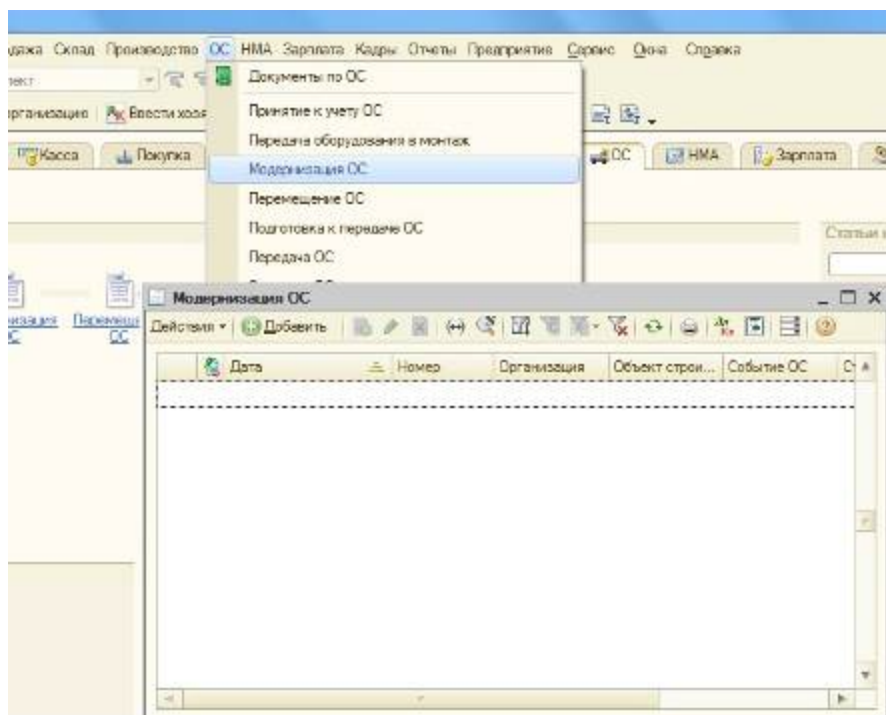 Склад Производство ОС НМА Зарплата Кадры Отчеты Предприятие Сервис Окна Справка
Документы по ОС
Ввести
Принятие к учету ОС
Передача оборудования в монтаж
Касса Покупка ОС НМА Зарплата
Модернизация ОС
Перемещение ОС
Подготовка к передаче ОС
Передача ОС
Модернизация ОС
ОС
Действия Добавить
Дата Номер Организация Объект строи... Событие ОС